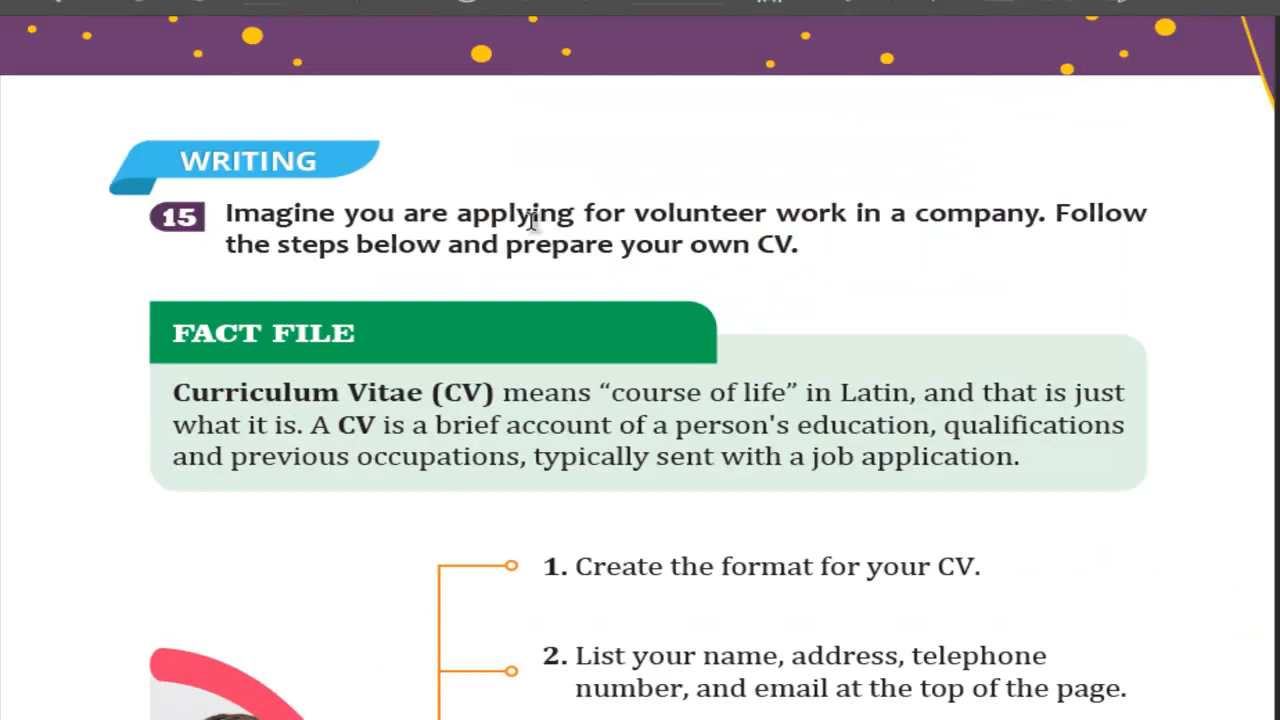 WRITING
15 Imagine you are applying for volunteer work in a company. Follow
the steps below and prepare your own CV.
FACT FILE
Curriculum Vitae (CV) means “course of life” in Latin, and that is just
what it is. A CV is a brief account of a person's education, qualifications
and previous occupations, typically sent with a job application.
1. Create the format for your CV.
2. List your name, address, telephone
number, and email at the top of the page.